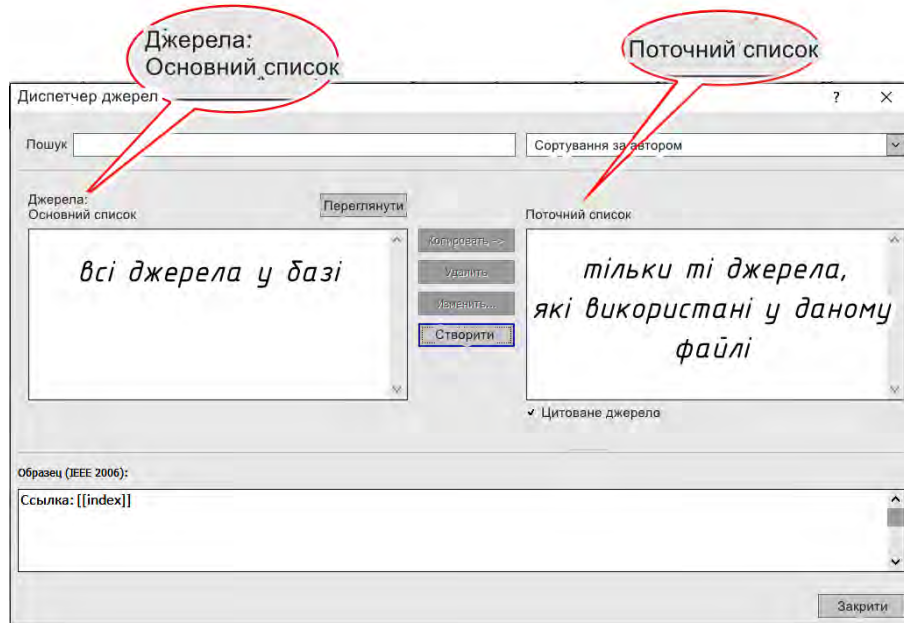 Джерела:
Основний список
Поточний список
Диспетчер джерел
? ×
Пошук
Сортування за автором
Джерела:
Основний список
Переглянути
Поточний список
всі джерела у базі
Копировать ->
Удалить
Изменить...
Створити
тільки ті джерела,
які використані у даному
файлі
✓ Цитоване джерело
Образец (IEEE 2006):
Ссылка: [[index]]
Закрити